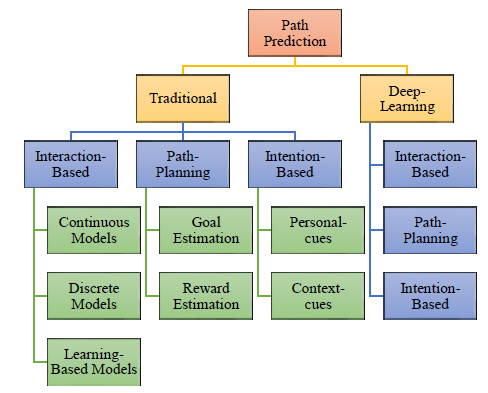 Path
Prediction
Traditional
Deep-
Learning
Interaction-
Based
Path-
Planning
Intention-
Based
Interaction-
Based
Continuous
Models
Goal
Estimation
Personal-
cues
Path-
Planning
Discrete
Models
Reward
Estimation
Context-
cues
Intention-
Based
Learning-
Based Models